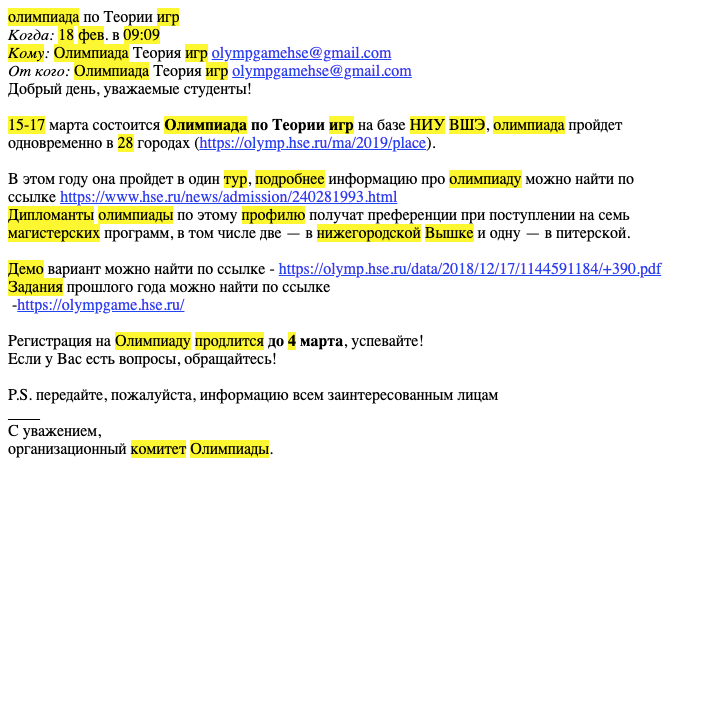 олимпиада по Теории игр
Когда: 18 фев. в 09:09
Кому: Олимпиада Теория игр olympgamehse@gmail.com
От кого: Олимпиада Теория игр olympgamehse@gmail.com
Добрый день, уважаемые студенты!
15-17 марта состоится Олимпиада по Теории игр на базе НИУ ВШЭ, олимпиада пройдет
одновременно в 28 городах (https://olymp.hse.ru/ma/2019/place).
В этом году она пройдет в один тур, подробнее информацию про олимпиаду можно найти по
ссылке https://www.hse.ru/news/admission/240281993.html
Дипломанты олимпиады по этому профилю получат преференции при поступлении на семь
магистерских программ, в том числе две — в нижегородской Вышке и одну — в питерской.
Демо вариант можно найти по ссылке - https://olymp.hse.ru/data/2018/12/17/1144591184/+390.pdf
Задания прошлого года можно найти по ссылке
-https://olympgame.hse.ru/
Регистрация на Олимпиаду продлится до 4 марта, успевайте!
Если у Вас есть вопросы, обращайтесь!
P.S. передайте, пожалуйста, информацию всем заинтересованным лицам
____
С уважением,
организационный комитет Олимпиады.